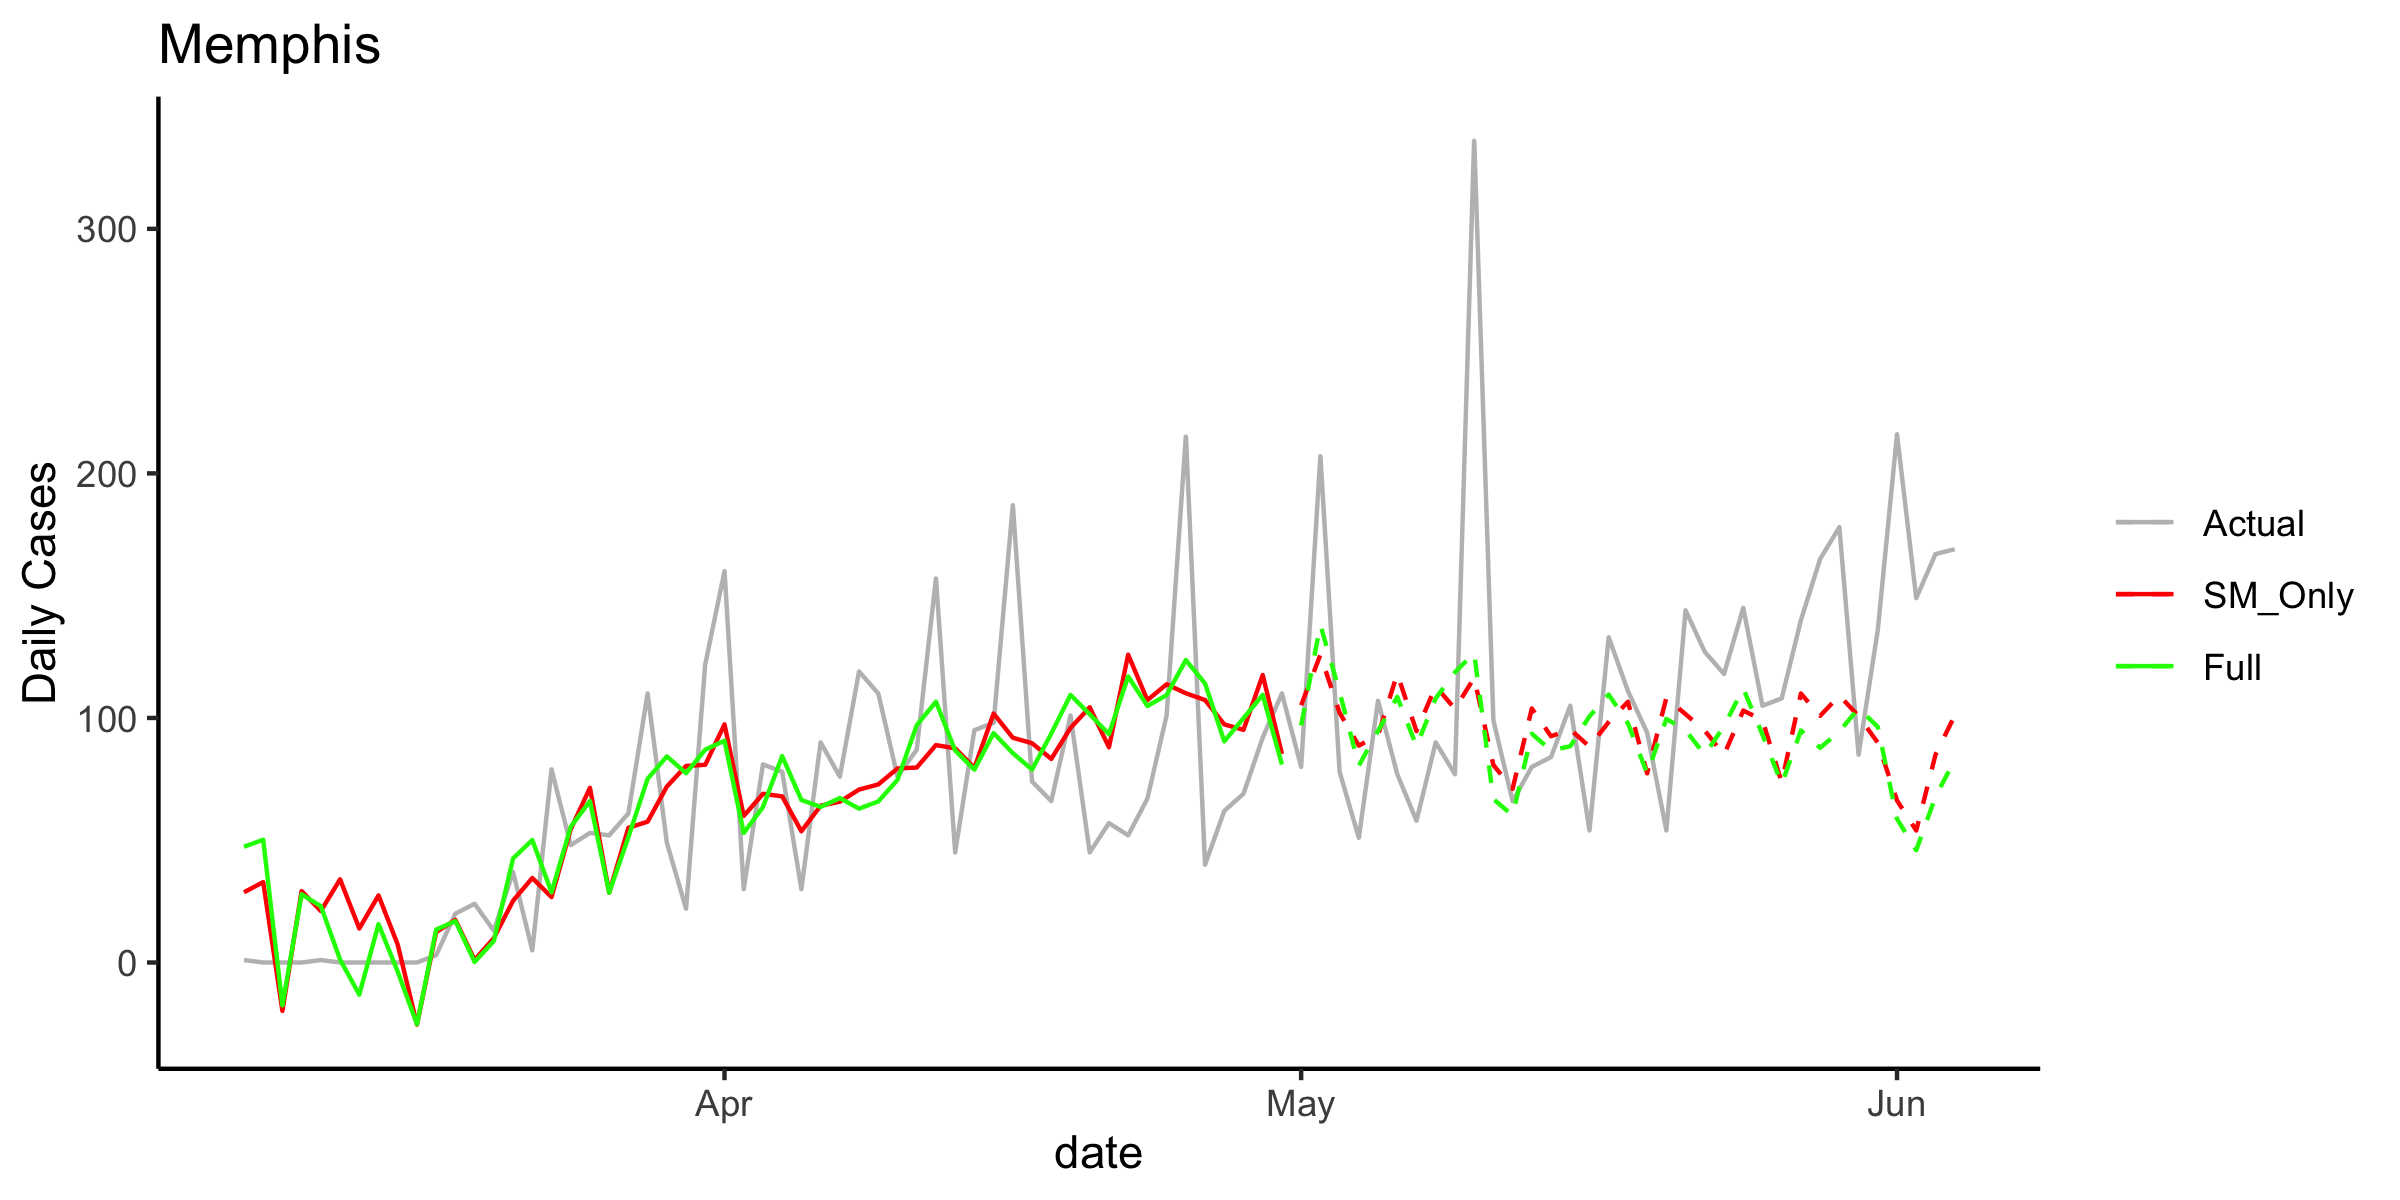 Memphis
Daily Cases
300
200
100
0
Apr
May
Jun
date
Actual
SM_Only
Full